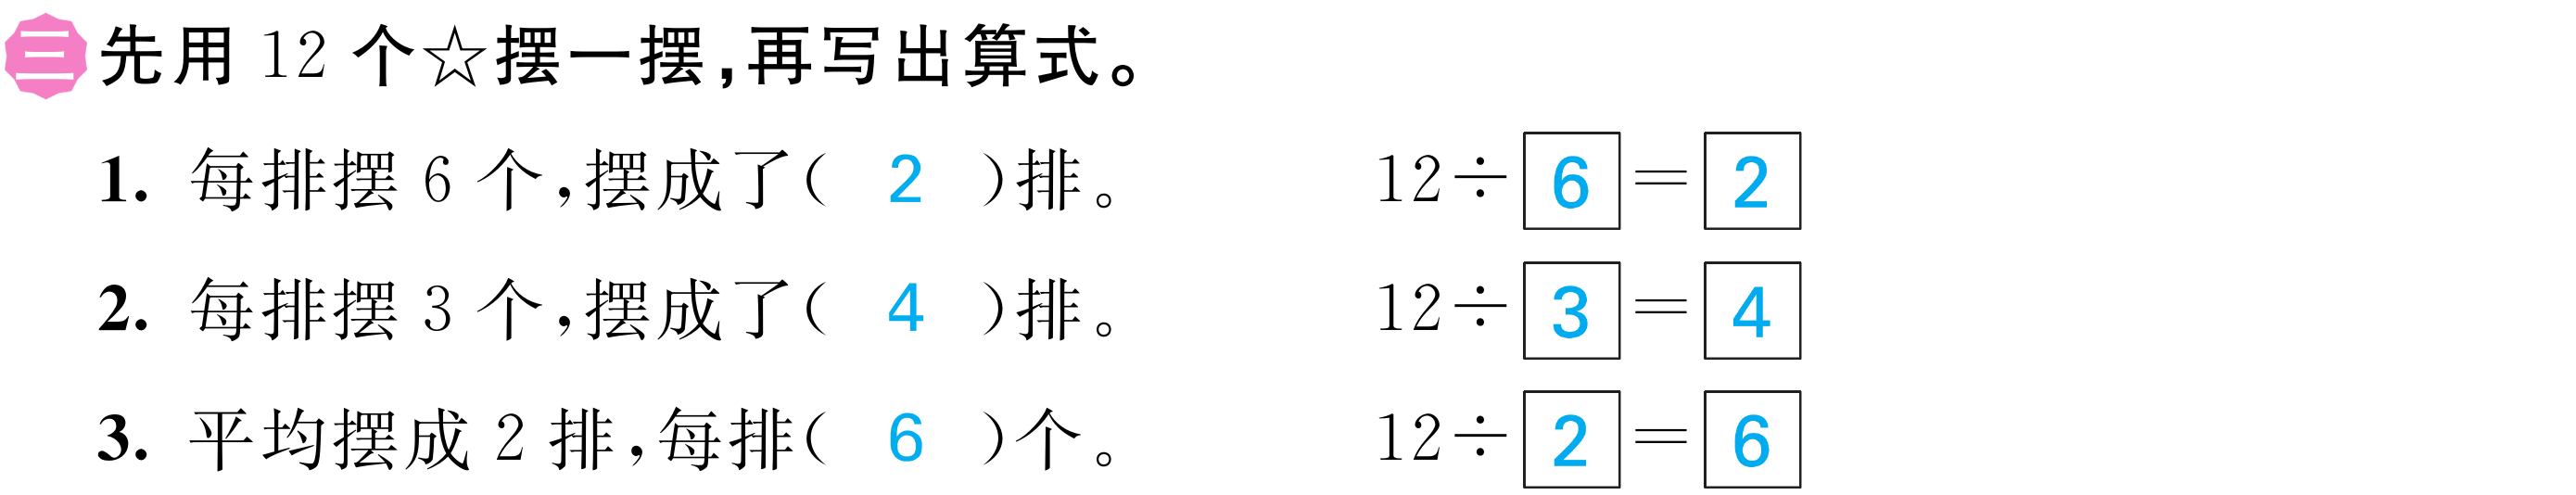 三 先用 12 个☆摆一摆,再写出算式。
1. 每排摆 6 个,摆成了( 2 )排。 12÷6=2
2. 每排摆 3 个,摆成了( 4 )排。 12÷3=4
3. 平均摆成 2 排,每排( 6 )个。 12÷2=6